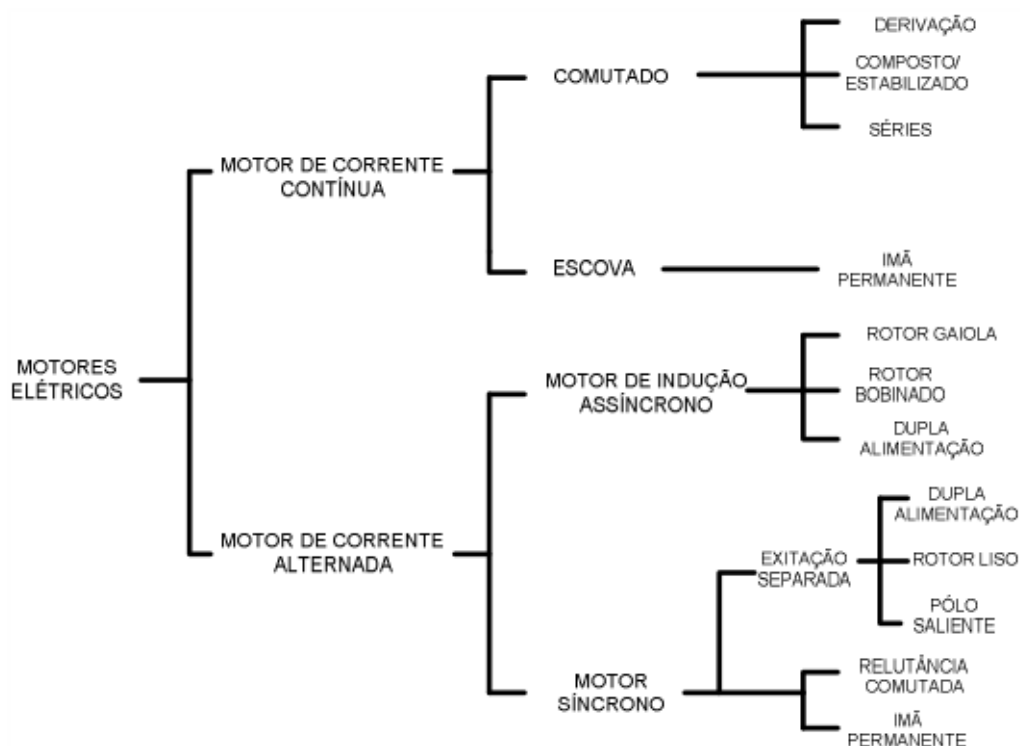 MOTORES
ELÉTRICOS
MOTOR DE CORRENTE
CONTÍNUA
COMUTADO
DERIVAÇÃO
COMPOSTO/
ESTABILIZADO
SÉRIES
ESCOVA
IMÃ
PERMANENTE
MOTOR DE CORRENTE
ALTERNADA
MOTOR DE INDUÇÃO
ASSÍNCRONO
ROTOR GAIOLA
ROTOR
BOBINADO
DUPLA
ALIMENTAÇÃO
MOTOR
SÍNCRONO
EXITAÇÃO
SEPARADA
DUPLA
ALIMENTAÇÃO
ROTOR LISO
PÓLO
SALIENTE
RELUTÂNCIA
COMUTADA
IMÃ
PERMANENTE